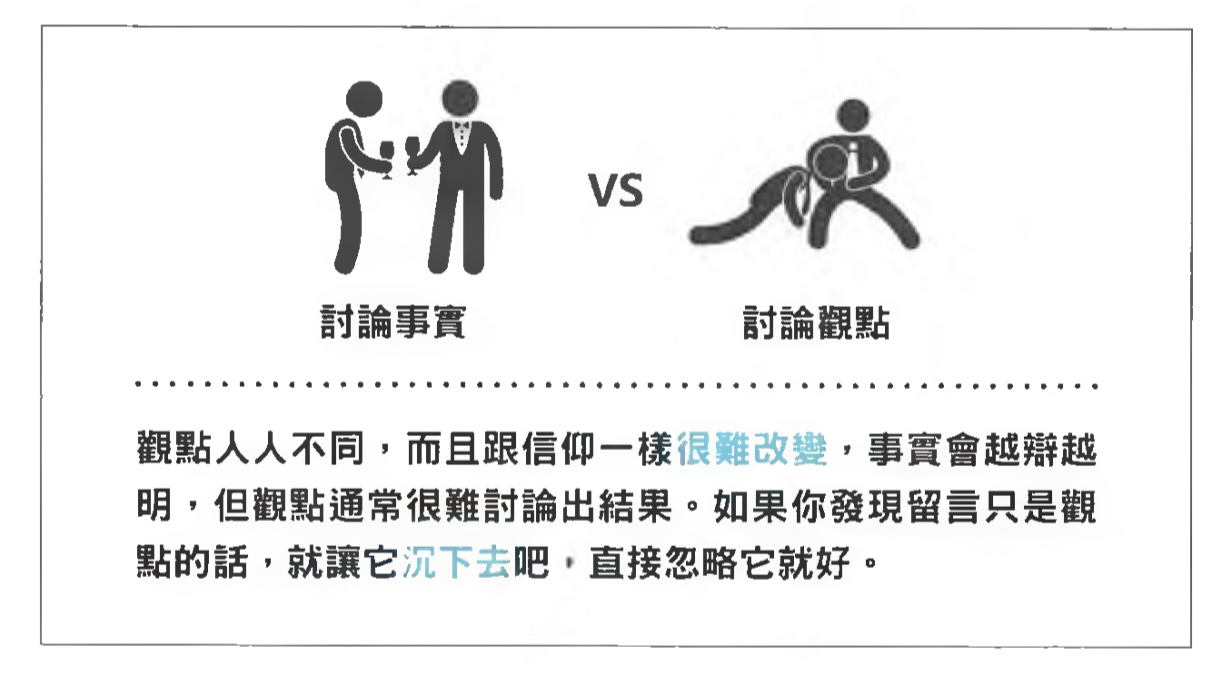 VS
討論事實
討論觀點
觀點人人不同，而且跟信仰一樣很難改變，事實會越辯越
明，但觀點通常很難討論出結果。如果你發現留言只是觀
點的話，就讓它沉下去吧，直接忽略它就好。